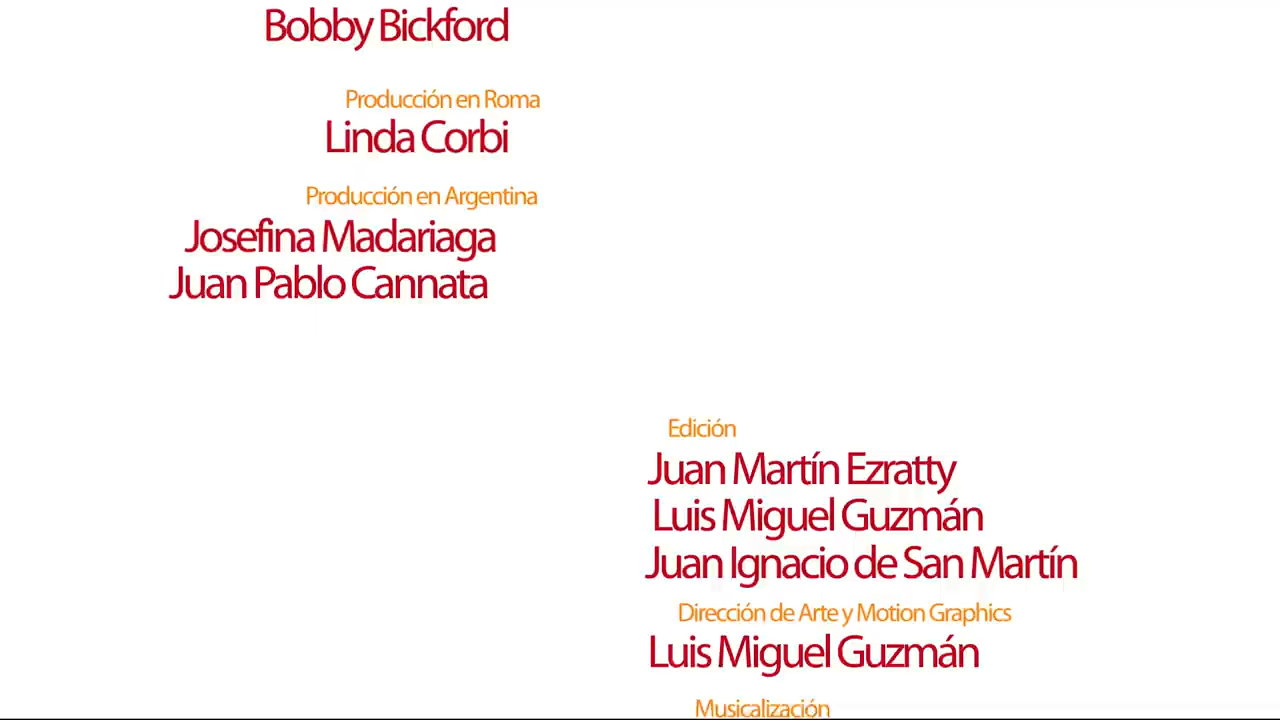 Bobby Bickford
Producción en Roma
Linda Corbi
Producción en Argentina
Josefina Madariaga
Juan Pablo Cannata
Edición
Juan Martín Ezratty
Luis Miguel Guzmán
Juan Ignacio de San Martín
Dirección de Arte y Motion Graphics
Luis Miguel Guzmán
Musicalización